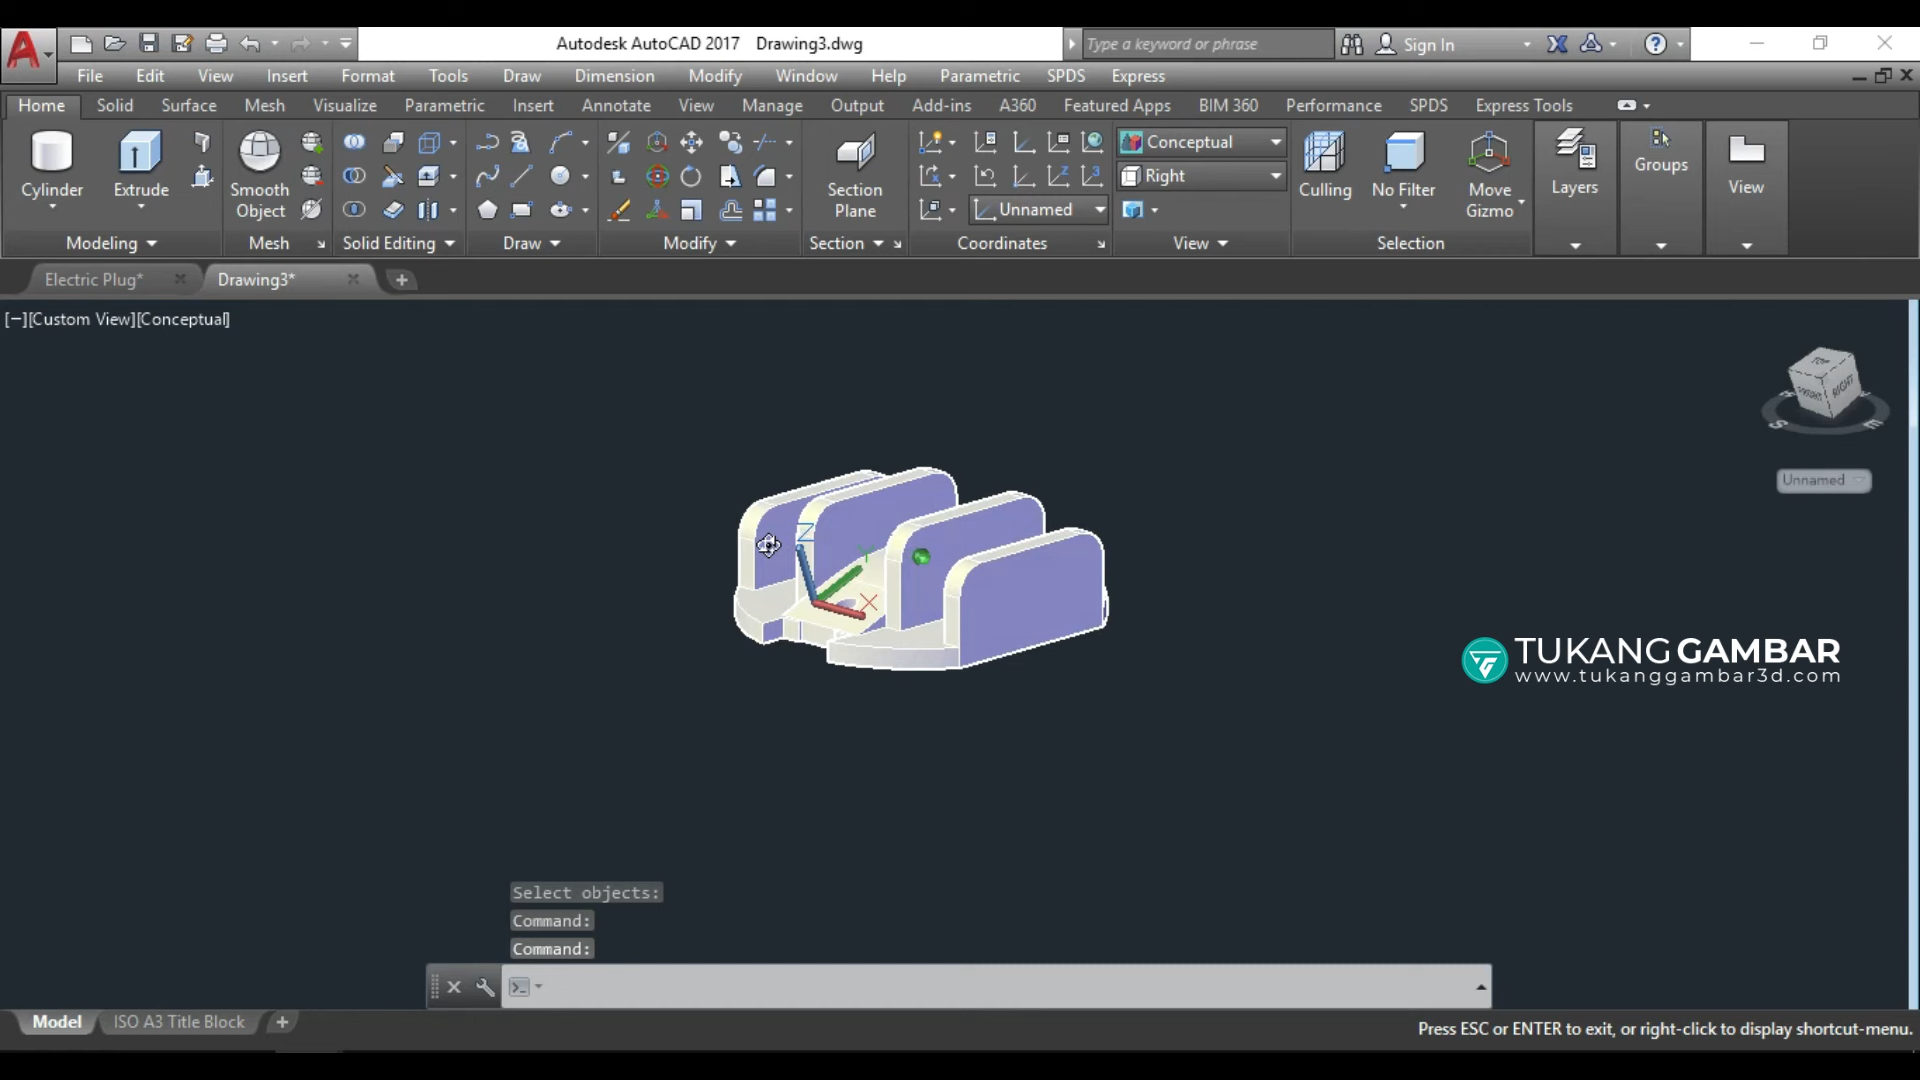 Autodesk AutoCAD 2017 Drawing3.dwg
Type a keyword or phrase
Sign In
File Edit View Insert Format Tools Draw Dimension Modify Window Help Parametric SPDS Express
Home Solid Surface Mesh Visualize Parametric Insert Annotate View Manage Output Add-ins A360 Featured Apps BIM 360 Performance SPDS Express Tools
Cylinder
Extrude
Smooth
Object
Section
Plane
Conceptual
Right
Unnamed
Culling
No Filter
Move
Gizmo
Layers
Groups
View
Modeling
Mesh
Solid Editing
Draw
Modify
Section
Coordinates
View
Selection
Electric Plug*
Drawing3*
[−][Custom View][Conceptual]
TOP
RIGHT
S
E
Unnamed
Z
Y
X
TUKANG GAMBAR
www.tukanggambar3d.com
Select objects:
Command:
Command:
Model
ISO A3 Title Block
Press ESC or ENTER to exit, or right-click to display shortcut-menu.